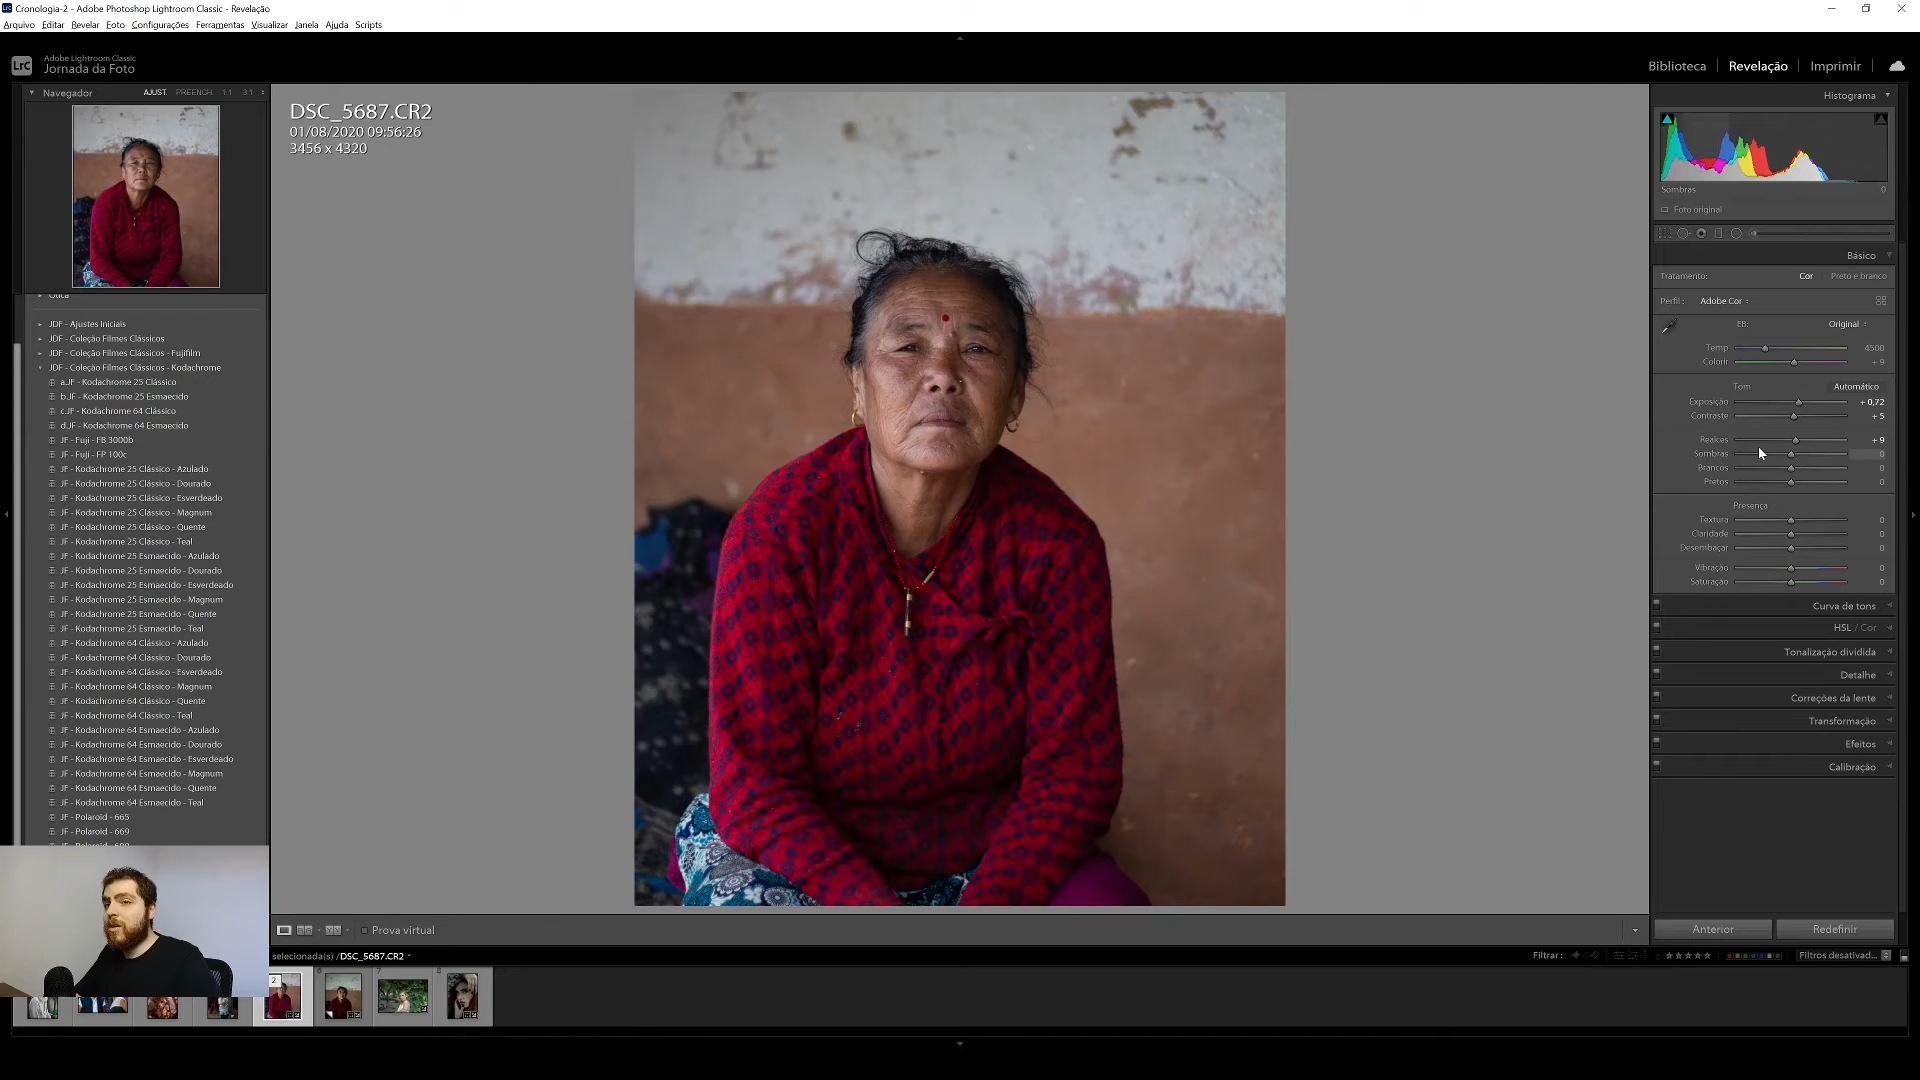 Cronologia-2 - Adobe Photoshop Lightroom Classic - Revelação
Arquivo Editar Revelar Foto Configurações Ferramentas Visualizar Janela Ajuda Scripts
LrC
Adobe Lightroom Classic
Jornada da Foto
Biblioteca | Revelação | Imprimir
Navegador AJUST. PREENCH. 1:1 3:1
DSC_5687.CR2
01/08/2020 09:56:26
3456 x 4320
Ótica
JDF - Ajustes Iniciais
JDF - Coleção Filmes Clássicos
JDF - Coleção Filmes Clássicos - Fujifilm
JDF - Coleção Filmes Clássicos - Kodachrome
a.JF - Kodachrome 25 Clássico
b.JF - Kodachrome 25 Esmaecido
c.JF - Kodachrome 64 Clássico
d.JF - Kodachrome 64 Esmaecido
JF - Fuji - FB 3000b
JF - Fuji - FP 100c
JF - Kodachrome 25 Clássico - Azulado
JF - Kodachrome 25 Clássico - Dourado
JF - Kodachrome 25 Clássico - Esverdeado
JF - Kodachrome 25 Clássico - Magnum
JF - Kodachrome 25 Clássico - Quente
JF - Kodachrome 25 Clássico - Teal
JF - Kodachrome 25 Esmaecido - Azulado
JF - Kodachrome 25 Esmaecido - Dourado
JF - Kodachrome 25 Esmaecido - Esverdeado
JF - Kodachrome 25 Esmaecido - Magnum
JF - Kodachrome 25 Esmaecido - Quente
JF - Kodachrome 25 Esmaecido - Teal
JF - Kodachrome 64 Clássico - Azulado
JF - Kodachrome 64 Clássico - Dourado
JF - Kodachrome 64 Clássico - Esverdeado
JF - Kodachrome 64 Clássico - Magnum
JF - Kodachrome 64 Clássico - Quente
JF - Kodachrome 64 Clássico - Teal
JF - Kodachrome 64 Esmaecido - Azulado
JF - Kodachrome 64 Esmaecido - Dourado
JF - Kodachrome 64 Esmaecido - Esverdeado
JF - Kodachrome 64 Esmaecido - Magnum
JF - Kodachrome 64 Esmaecido - Quente
JF - Kodachrome 64 Esmaecido - Teal
JF - Polaroid - 665
JF - Polaroid - 669
Histograma
Sombras 0
Foto original
Básico
Tratamento: Cor Preto e branco
Perfil : Adobe Cor
EB: Original
Temp 4500
Colorir + 9
Tom Automático
Exposição + 0,72
Contraste + 5
Realces + 9
Sombras 0
Brancos 0
Pretos 0
Presença
Textura 0
Claridade 0
Desembaçar 0
Vibração 0
Saturação 0
Curva de tons
HSL / Cor
Tonalização dividida
Detalhe
Correções da lente
Transformação
Efeitos
Calibração
Anterior Redefinir
Prova virtual
selecionada(s) /DSC_5687.CR2
Filtrar : Filtros desativad...
2 6 7 8